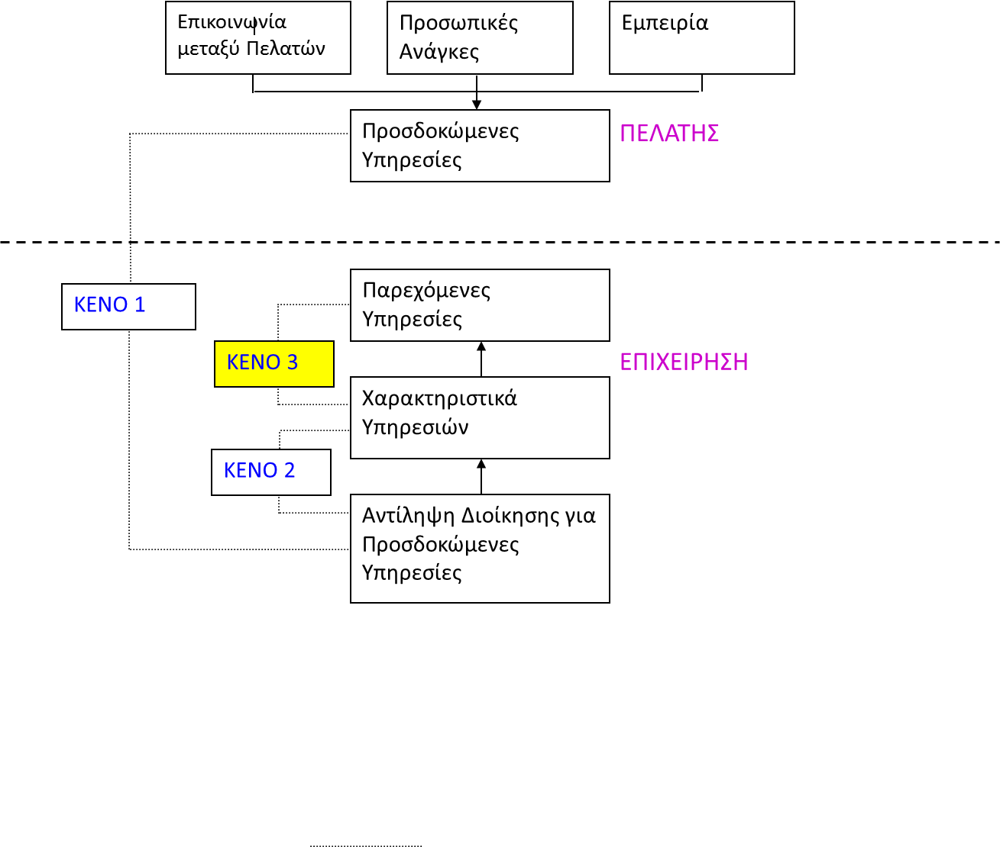 Επικοινωνία
μεταξύ Πελατών
Προσωπικές
Ανάγκες
Εμπειρία
Προσδοκώμενες
Υπηρεσίες
ΠΕΛΑΤΗΣ
Παρεχόμενες
Υπηρεσίες
ΚΕΝΟ 1
ΚΕΝΟ 3
ΕΠΙΧΕΙΡΗΣΗ
Χαρακτηριστικά
Υπηρεσιών
ΚΕΝΟ 2
Αντίληψη Διοίκησης για
Προσδοκώμενες
Υπηρεσίες